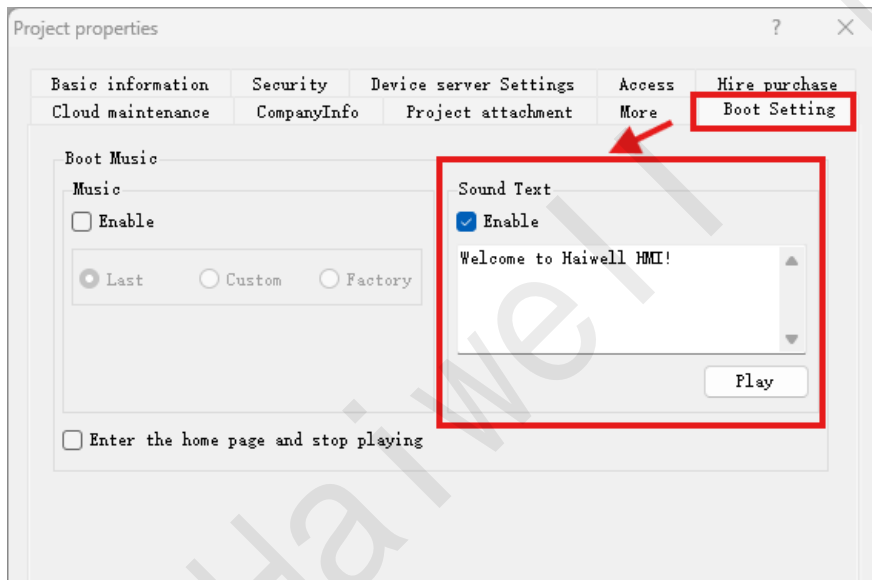 Project properties ? ×
Basic information Security Device server Settings Access Hire purchase
Cloud maintenance CompanyInfo Project attachment More Boot Setting
Boot Music
Music Sound Text
Enable Enable
Last Custom Factory Welcome to Haiwell HMI!
Play
Enter the home page and stop playing
Haiwell